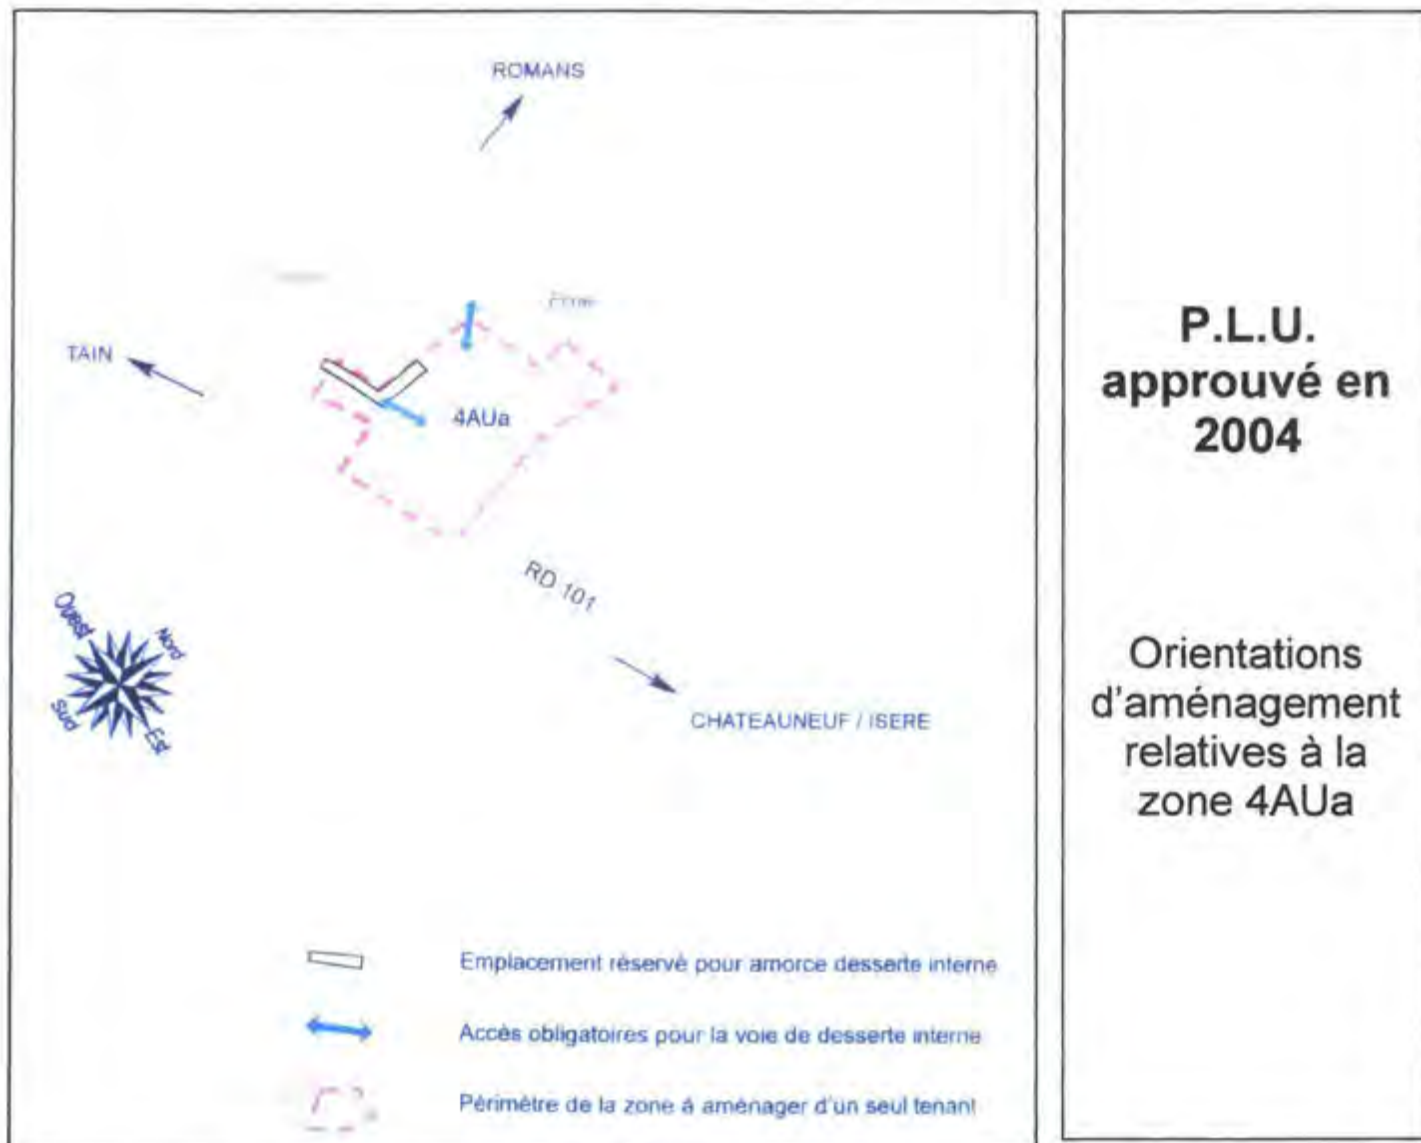 ROMANS
TAIN
4AUa
RD 101
Ouest
Nord
Sud
Est
CHATEAUNEUF / ISERE
Emplacement réservé pour amorce desserte interne
Accès obligatoires pour la voie de desserte interne
Périmètre de la zone à aménager d'un seul tenant
P.L.U.
approuvé en
2004
Orientations
d'aménagement
relatives à la
zone 4AUa